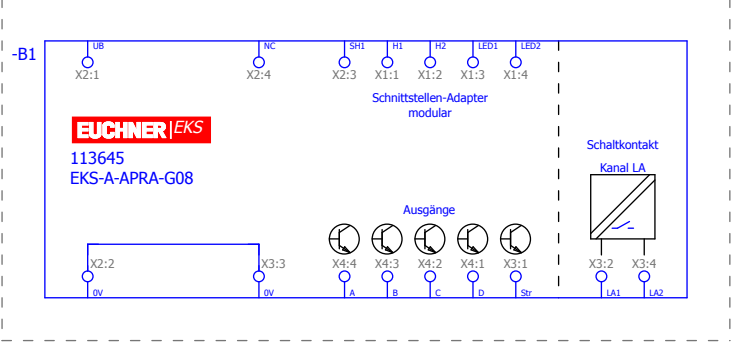 -B1
UB NC SH1 H1 H2 LED1 LED2
X2:1 X2:4 X2:3 X1:1 X1:2 X1:3 X1:4
Schnittstellen-Adapter
modular
EUCHNER EKS
113645
EKS-A-APRA-G08
Schaltkontakt
Kanal LA
Ausgänge
X2:2 X3:3 X4:4 X4:3 X4:2 X4:1 X3:1 X3:2 X3:4
0V 0V A B C D Str LA1 LA2